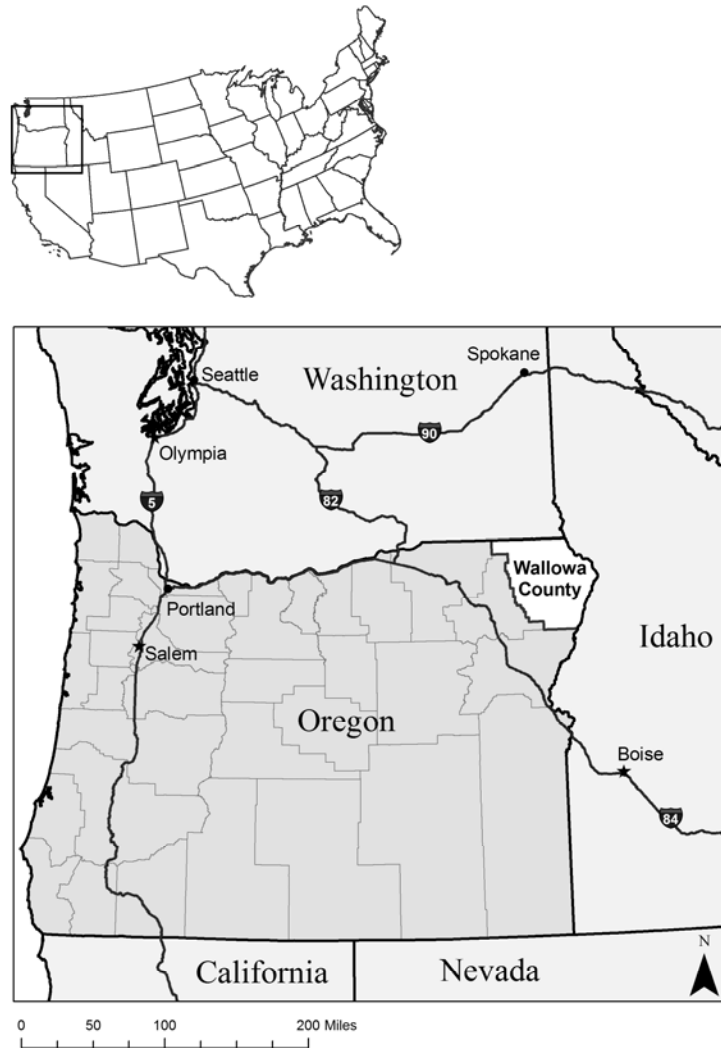 Seattle
Washington
Spokane
90
Olympia
5
82
Wallowa
County
Portland
Idaho
Salem
Oregon
Boise
84
N
California
Nevada
0 50 100 200 Miles